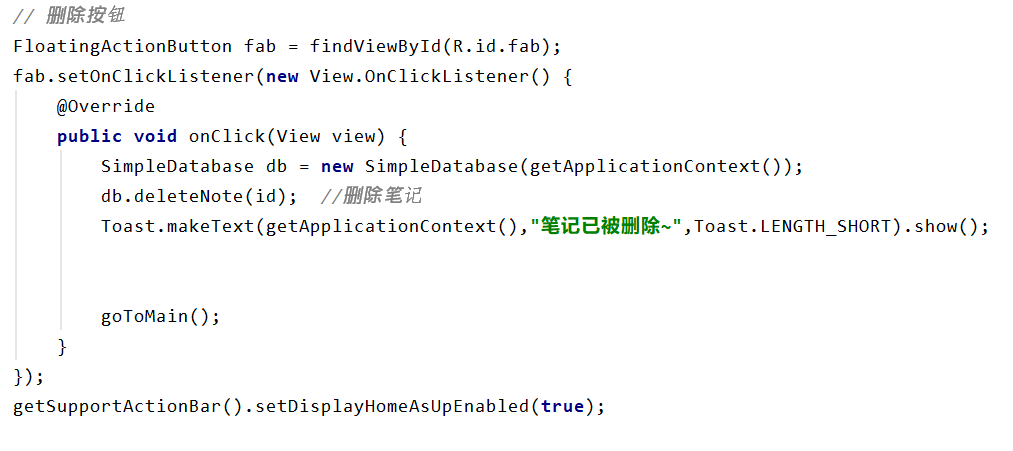 // 删除按钮
FloatingActionButton fab = findViewById(R.id.fab);
fab.setOnClickListener(new View.OnClickListener() {
@Override
public void onClick(View view) {
SimpleDatabase db = new SimpleDatabase(getApplicationContext());
db.deleteNote(id);  //删除笔记
Toast.makeText(getApplicationContext(),"笔记已被删除~",Toast.LENGTH_SHORT).show();
goToMain();
}
});
getSupportActionBar().setDisplayHomeAsUpEnabled(true);